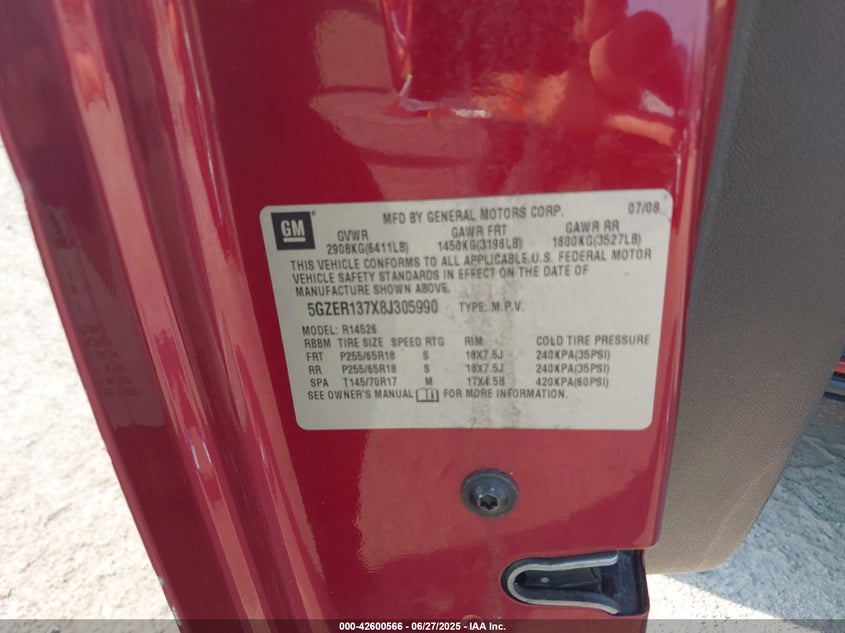 GM
MFD BY GENERAL MOTORS CORP. 07/08
GVWR GAWR FRT GAWR RR
2908KG(6411LB) 1450KG(3196LB) 1600KG(3527LB)
THIS VEHICLE CONFORMS TO ALL APPLICABLE U.S. FEDERAL MOTOR
VEHICLE SAFETY STANDARDS IN EFFECT ON THE DATE OF
MANUFACTURE SHOWN ABOVE.
5GZER137X8J305990 TYPE: M.P.V.
MODEL: R14526
RBBM TIRE SIZE SPEED RTG RIM COLD TIRE PRESSURE
FRT P255/65R18 S 18X7.5J 240KPA(35PSI)
RR P255/65R18 S 18X7.5J 240KPA(35PSI)
SPA T145/70R17 M 17X4.5B 420KPA(60PSI)
SEE OWNER'S MANUAL FOR MORE INFORMATION.
000-42600566 - 06/27/2025 - IAA Inc.